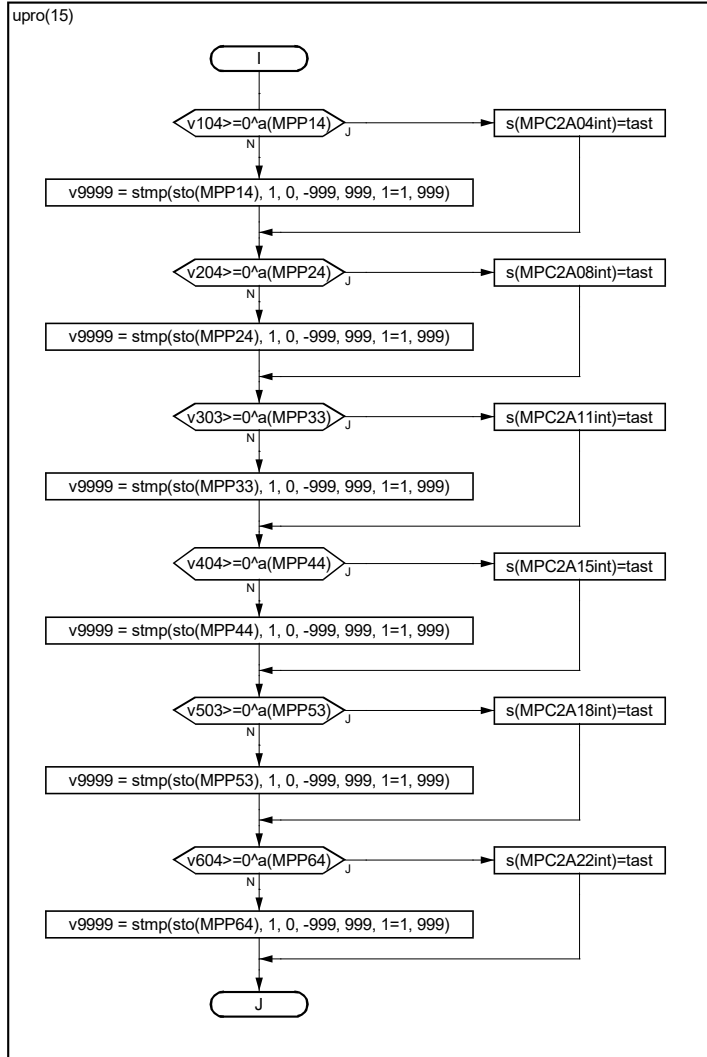 upro(15)
I
v104>=0^a(MPP14)
J
s(MPC2A04int)=tast
N
v9999 = stmp(sto(MPP14), 1, 0, -999, 999, 1=1, 999)
v204>=0^a(MPP24)
J
s(MPC2A08int)=tast
N
v9999 = stmp(sto(MPP24), 1, 0, -999, 999, 1=1, 999)
v303>=0^a(MPP33)
J
s(MPC2A11int)=tast
N
v9999 = stmp(sto(MPP33), 1, 0, -999, 999, 1=1, 999)
v404>=0^a(MPP44)
J
s(MPC2A15int)=tast
N
v9999 = stmp(sto(MPP44), 1, 0, -999, 999, 1=1, 999)
v503>=0^a(MPP53)
J
s(MPC2A18int)=tast
N
v9999 = stmp(sto(MPP53), 1, 0, -999, 999, 1=1, 999)
v604>=0^a(MPP64)
J
s(MPC2A22int)=tast
N
v9999 = stmp(sto(MPP64), 1, 0, -999, 999, 1=1, 999)
J